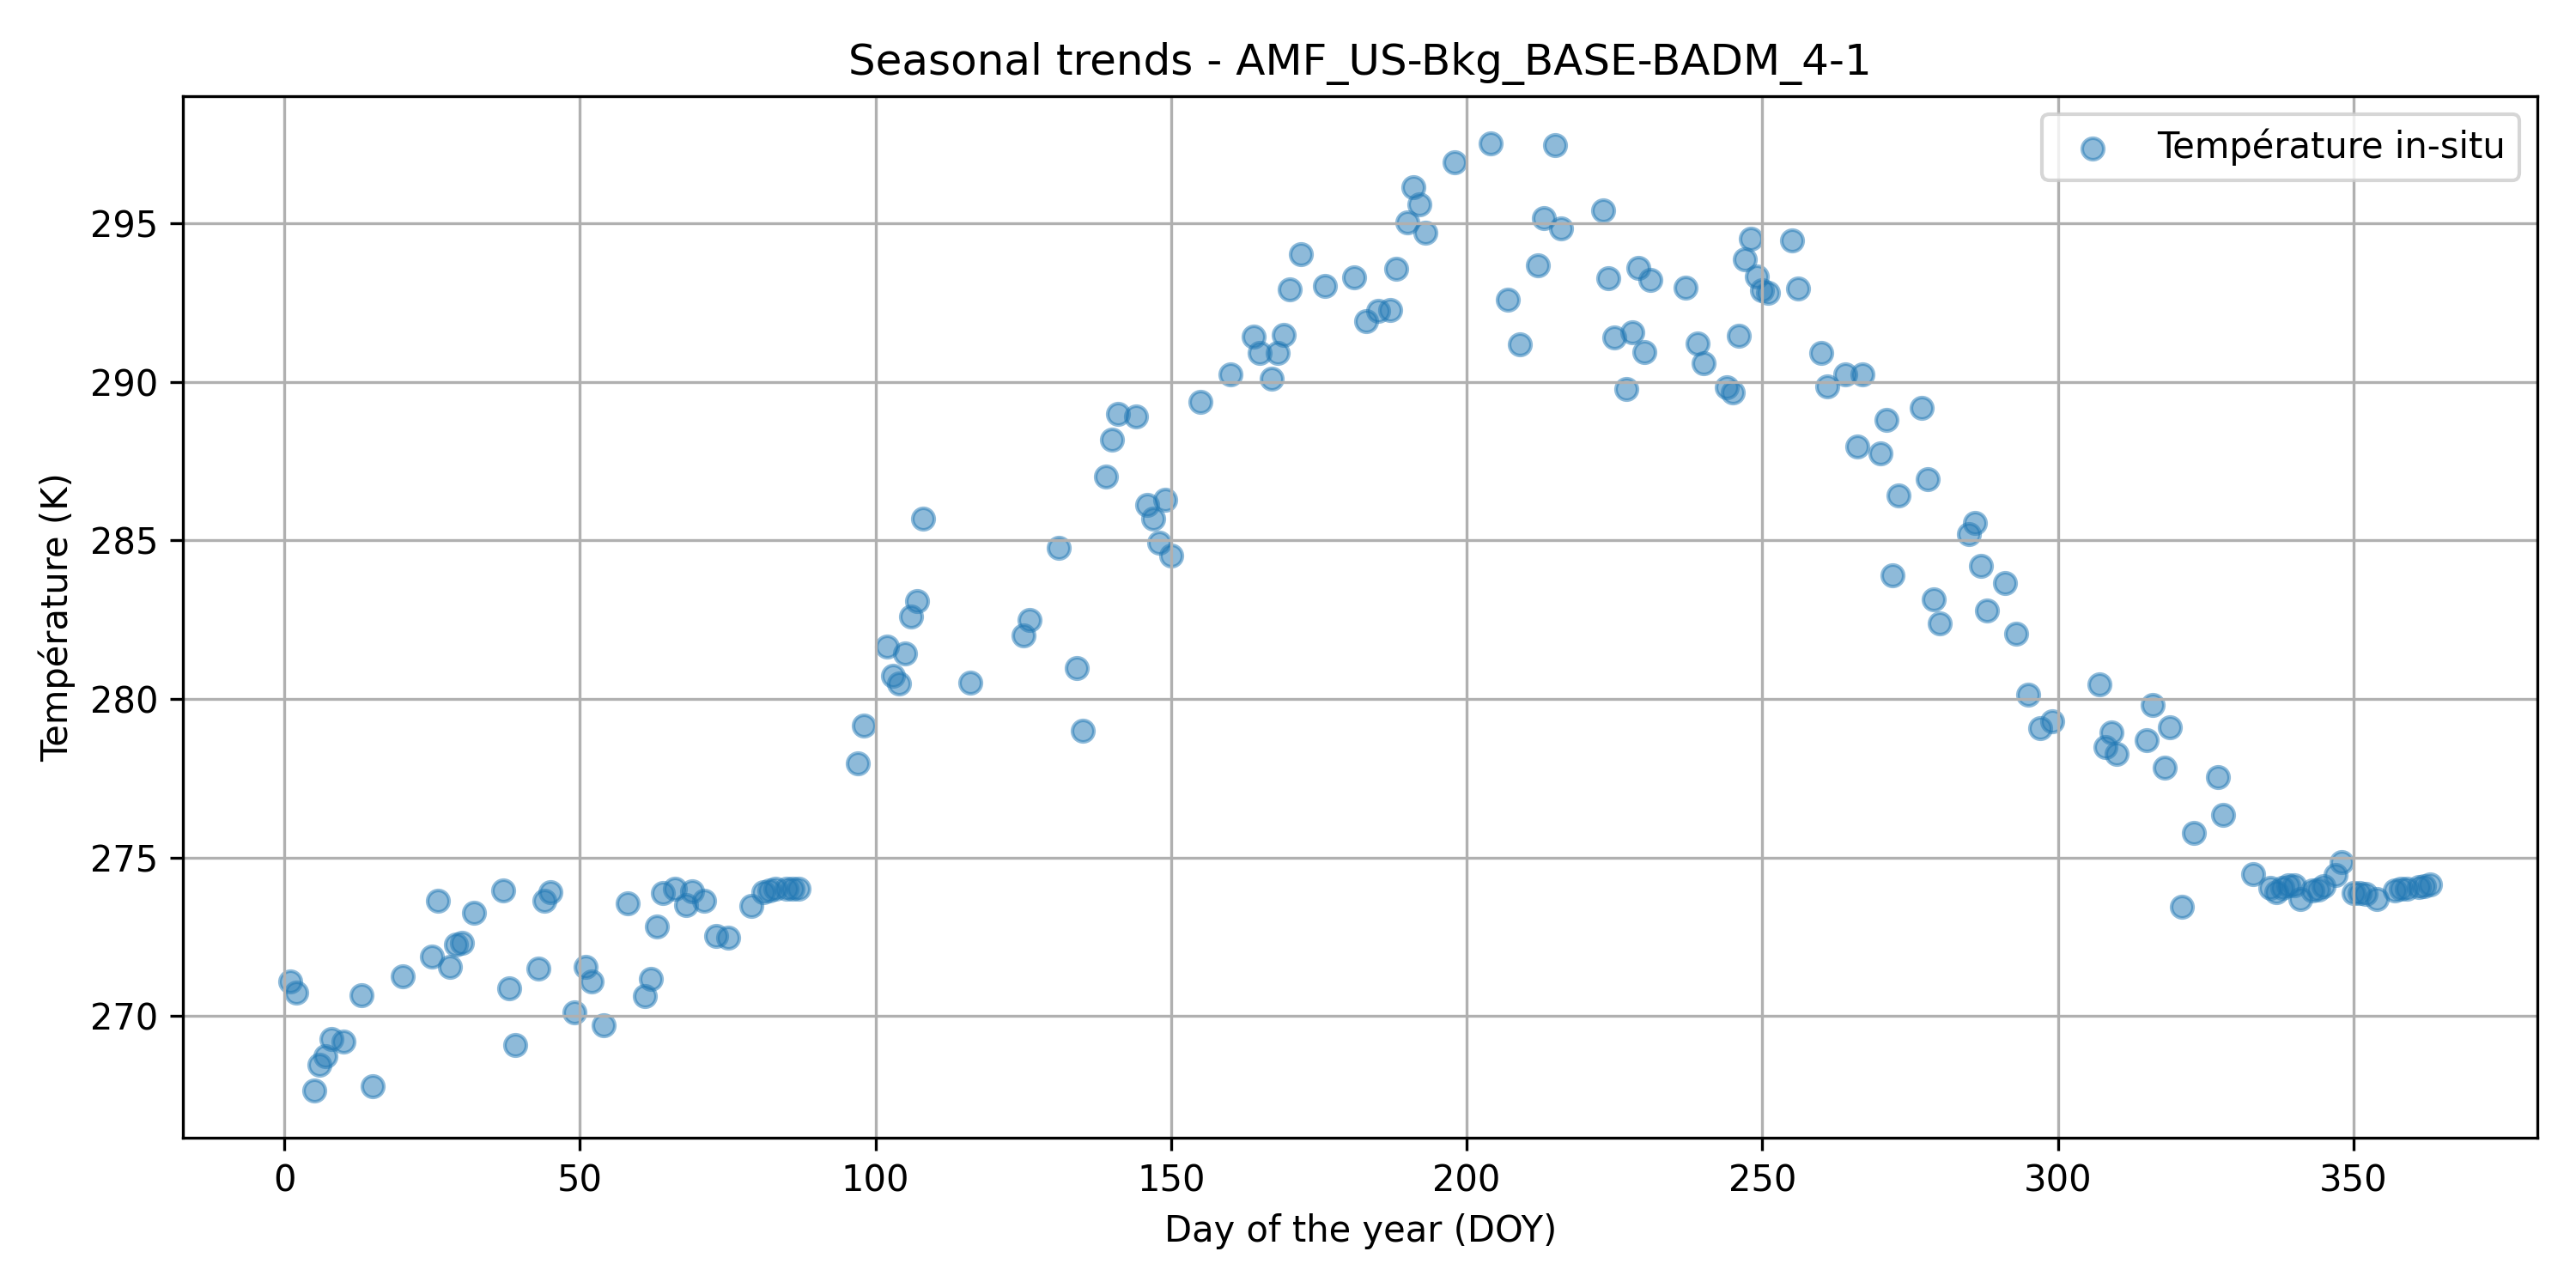 Seasonal trends - AMF_US-Bkg_BASE-BADM_4-1
Température in-situ
Température (K)
295
290
285
280
275
270
0 50 100 150 200 250 300 350
Day of the year (DOY)